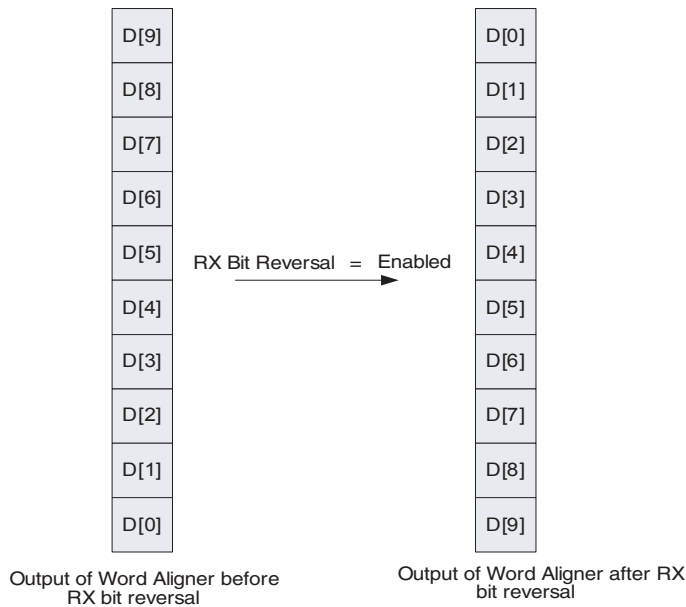 D[9]
D[8]
D[7]
D[6]
D[5]
D[4]
D[3]
D[2]
D[1]
D[0]
Output of Word Aligner before
RX bit reversal
RX Bit Reversal = Enabled
D[0]
D[1]
D[2]
D[3]
D[4]
D[5]
D[6]
D[7]
D[8]
D[9]
Output of Word Aligner after RX
bit reversal